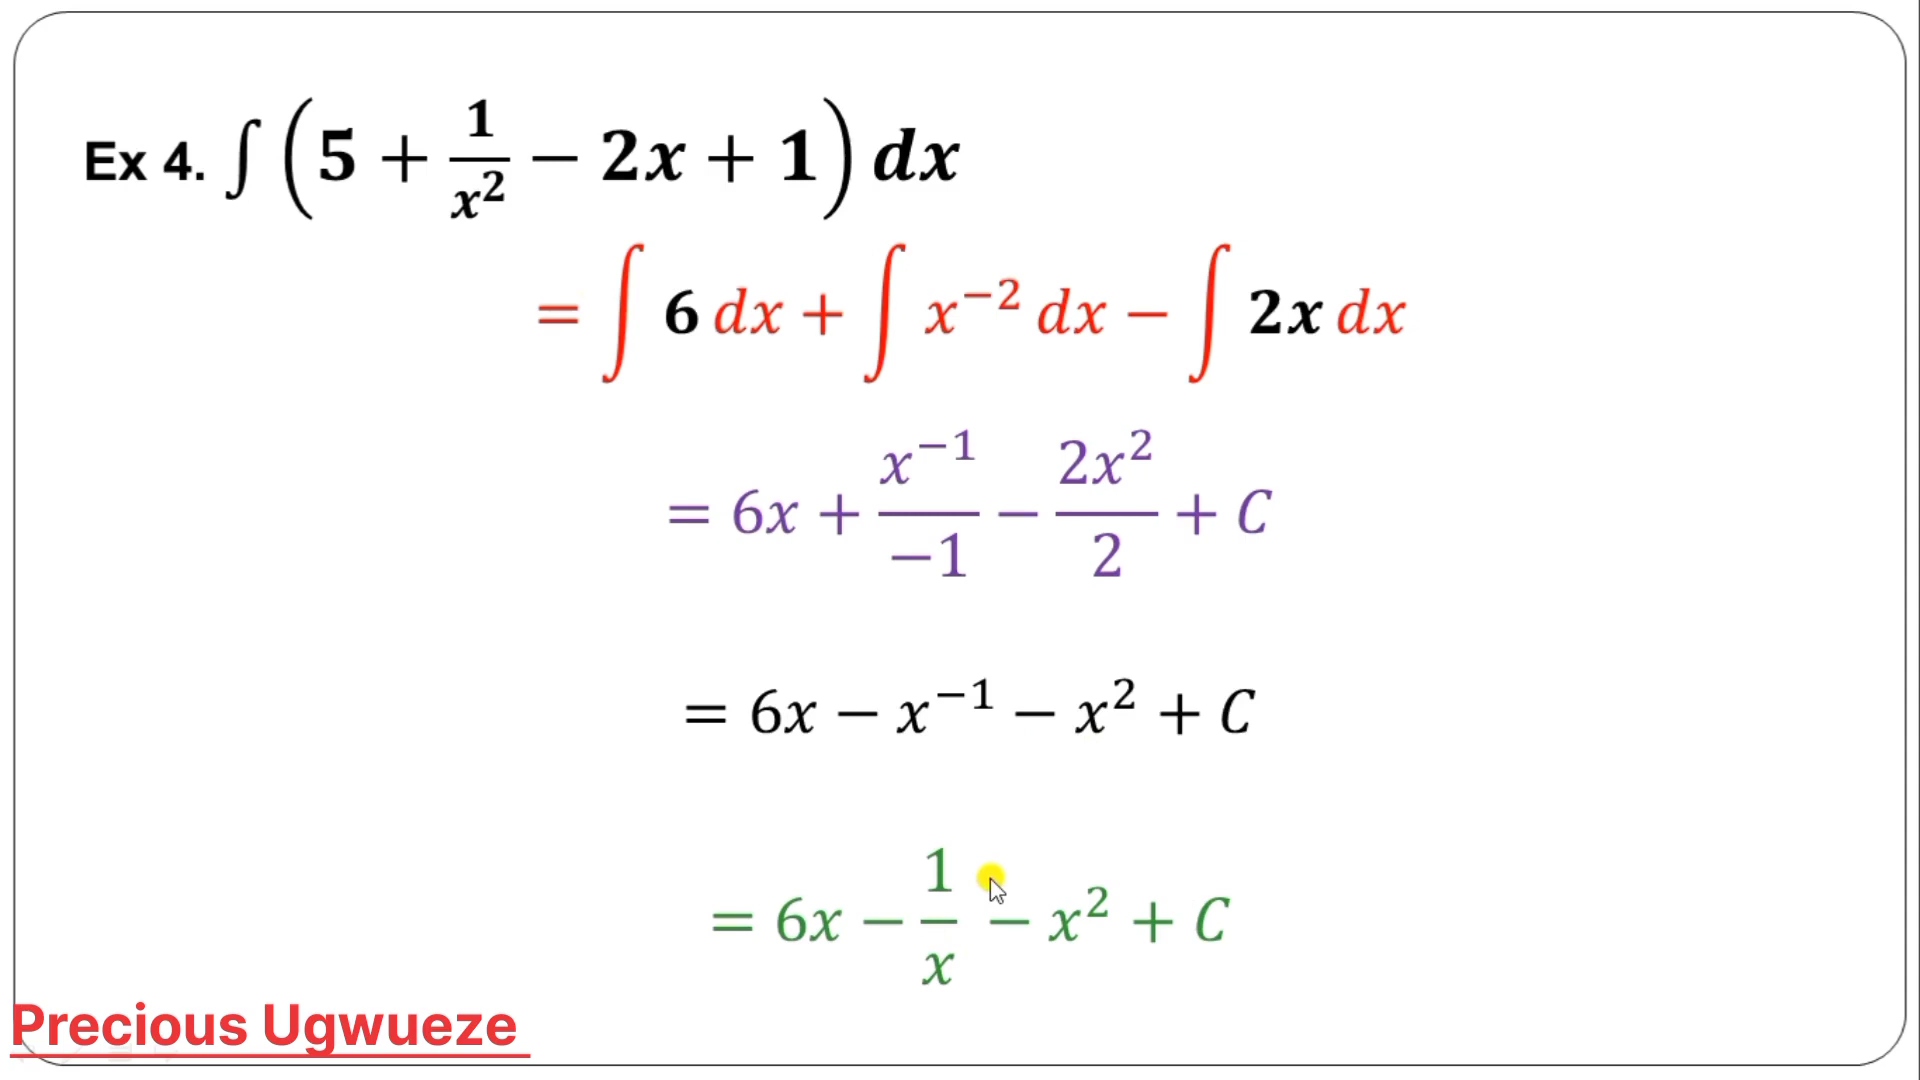 Ex 4. ∫ (5 + 1/x² − 2x + 1) dx
= ∫ 6 dx + ∫ x⁻² dx − ∫ 2x dx
= 6x + x⁻¹/−1 − 2x²/2 + C
= 6x − x⁻¹ − x² + C
= 6x − 1/x − x² + C
Precious Ugwueze